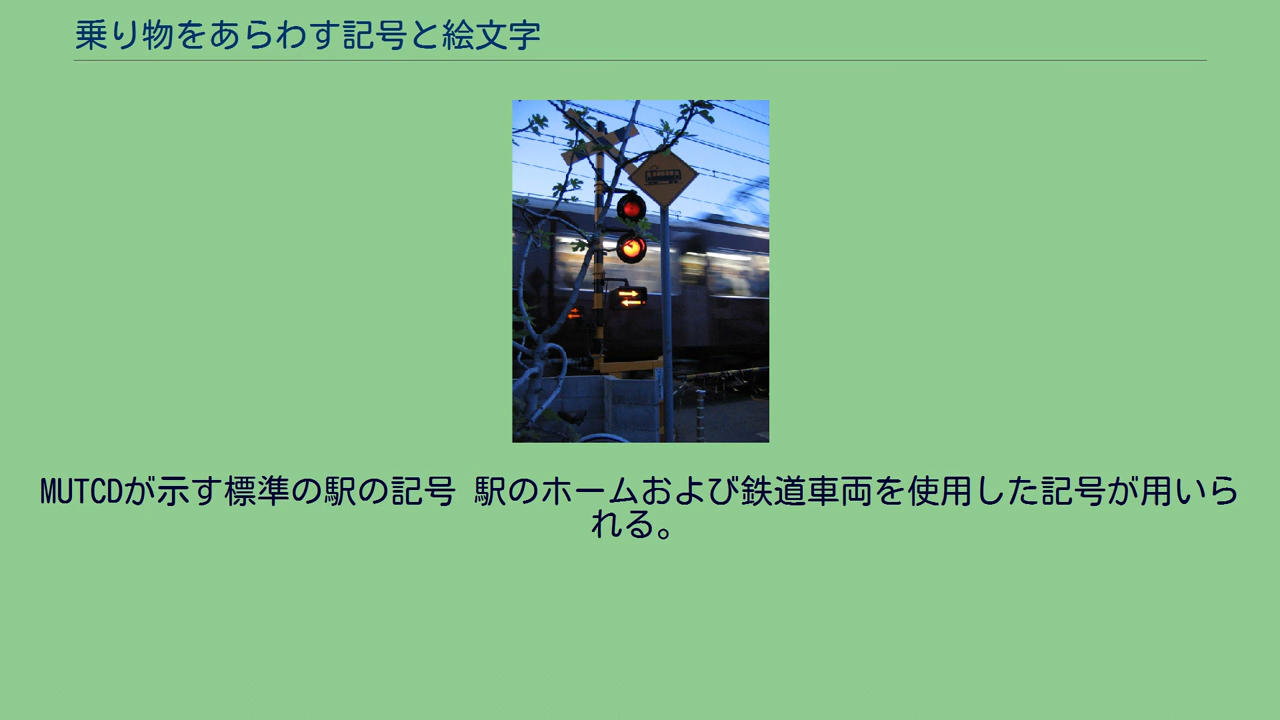 乗り物をあらわす記号と絵文字
MUTCDが示す標準の駅の記号 駅のホームおよび鉄道車両を使用した記号が用いら
れる。